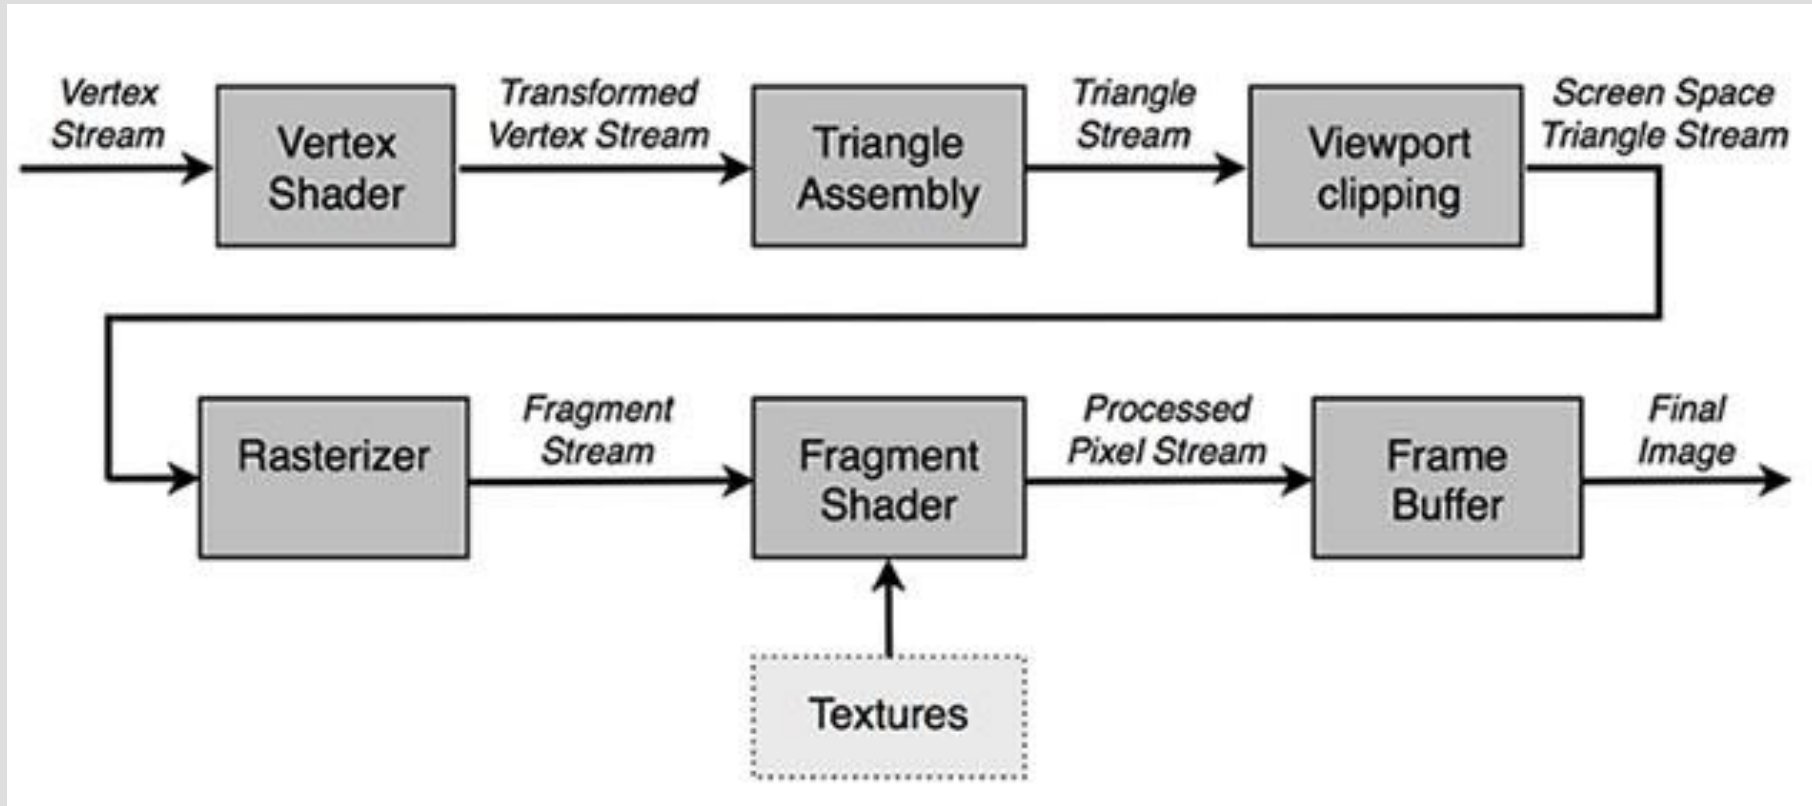 Vertex
Stream
Vertex
Shader
Transformed
Vertex Stream
Triangle
Assembly
Triangle
Stream
Viewport
clipping
Screen Space
Triangle Stream
Rasterizer
Fragment
Stream
Fragment
Shader
Processed
Pixel Stream
Frame
Buffer
Final
Image
Textures